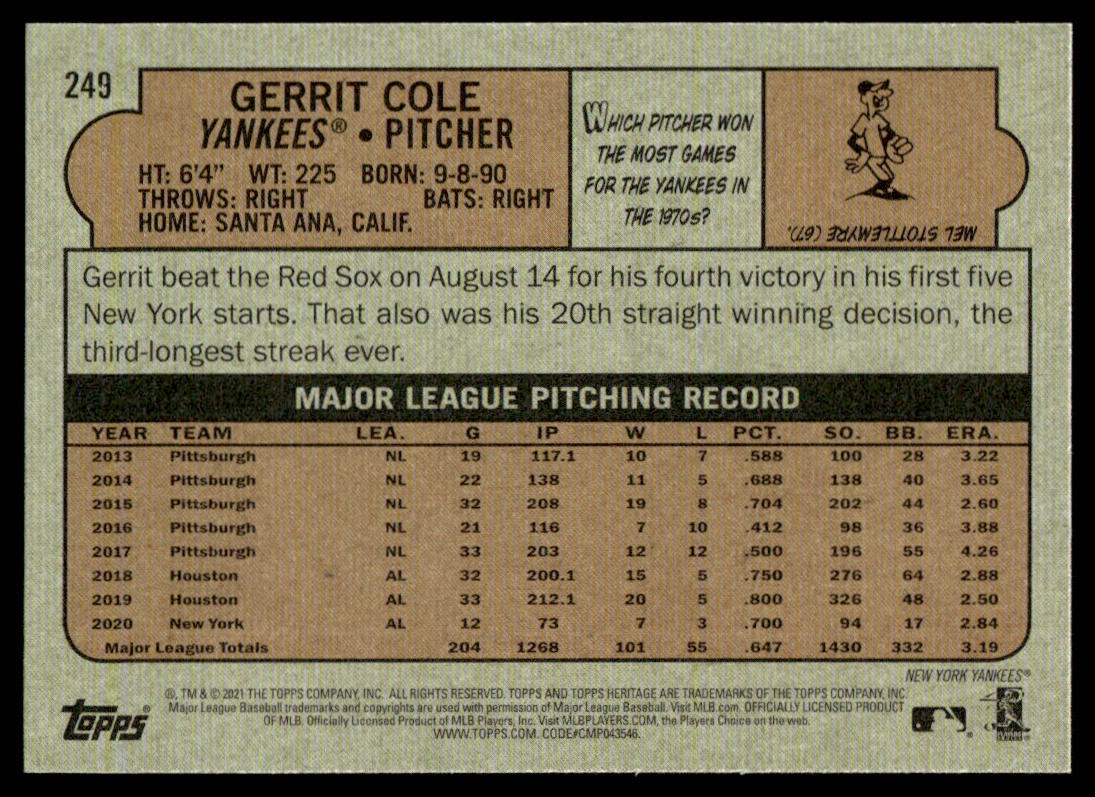 249
GERRIT COLE
YANKEES® • PITCHER
HT: 6'4" WT: 225 BORN: 9-8-90
THROWS: RIGHT BATS: RIGHT
HOME: SANTA ANA, CALIF.
WHICH PITCHER WON
THE MOST GAMES
FOR THE YANKEES IN
THE 1970s?
MEL STOTTLEMYRE (67).
Gerrit beat the Red Sox on August 14 for his fourth victory in his first five
New York starts. That also was his 20th straight winning decision, the
third-longest streak ever.
MAJOR LEAGUE PITCHING RECORD
YEAR TEAM LEA. G IP W L PCT. SO. BB. ERA.
2013 Pittsburgh NL 19 117.1 10 7 .588 100 28 3.22
2014 Pittsburgh NL 22 138 11 5 .688 138 40 3.65
2015 Pittsburgh NL 32 208 19 8 .704 202 44 2.60
2016 Pittsburgh NL 21 116 7 10 .412 98 36 3.88
2017 Pittsburgh NL 33 203 12 12 .500 196 55 4.26
2018 Houston AL 32 200.1 15 5 .750 276 64 2.88
2019 Houston AL 33 212.1 20 5 .800 326 48 2.50
2020 New York AL 12 73 7 3 .700 94 17 2.84
Major League Totals 204 1268 101 55 .647 1430 332 3.19
NEW YORK YANKEES®
®, TM & © 2021 THE TOPPS COMPANY, INC. ALL RIGHTS RESERVED. TOPPS AND TOPPS HERITAGE ARE TRADEMARKS OF THE TOPPS COMPANY, INC.
Major League Baseball trademarks and copyrights are used with permission of Major League Baseball. Visit MLB.com. OFFICIALLY LICENSED PRODUCT
OF MLB. Officially Licensed Product of MLB Players, Inc. Visit MLBPLAYERS.COM, the Players Choice on the web.
WWW.TOPPS.COM. CODE#CMP043546.
topps®